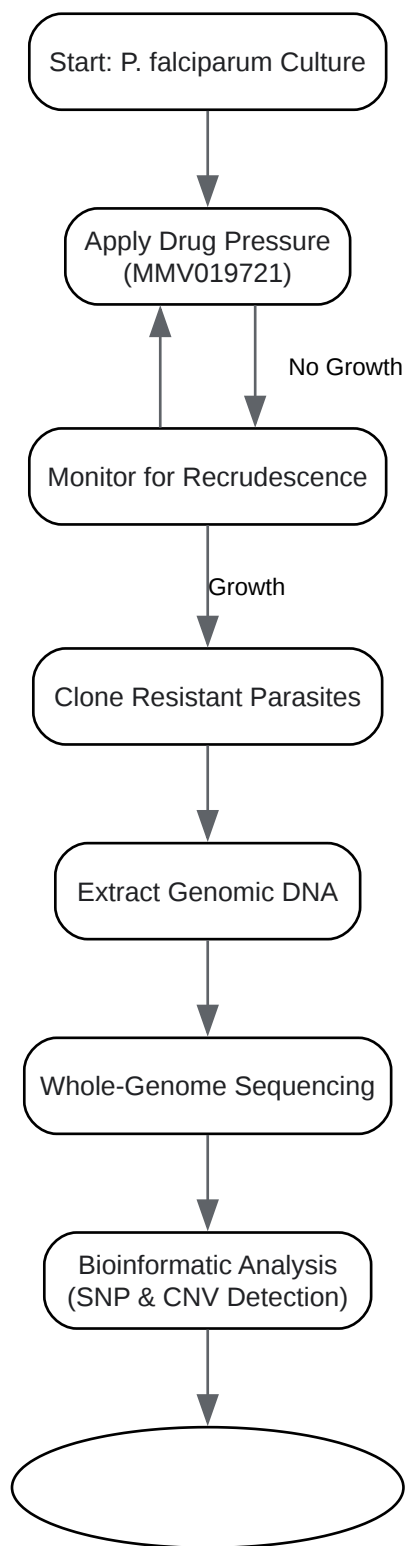 Start: P. falciparum Culture
Apply Drug Pressure
(MMV019721)
No Growth
Monitor for Recrudescence
Growth
Clone Resistant Parasites
Extract Genomic DNA
Whole-Genome Sequencing
Bioinformatic Analysis
(SNP & CNV Detection)